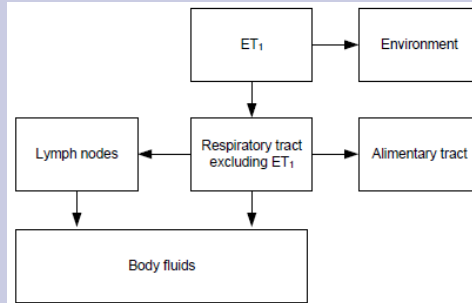 ET₁
Environment
Lymph nodes
Respiratory tract
excluding ET₁
Alimentary tract
Body fluids